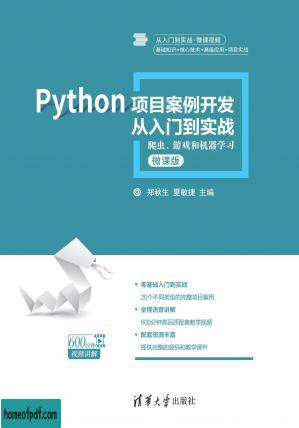 从入门到实战·微课视频
基础知识+核心技术+高级应用+项目实战
Python 项目案例开发
从入门到实战
爬虫、游戏和机器学习
微课版
郑秋生 夏敏捷 主编
零基础入门到实战
20个不同类型的完整项目案例
全程语音讲解
600分钟高品质配套教学视频
配套资源丰富
提供完整的源码和教学课件
600分钟
视频讲解
清华大学出版社
homeofpdf.com